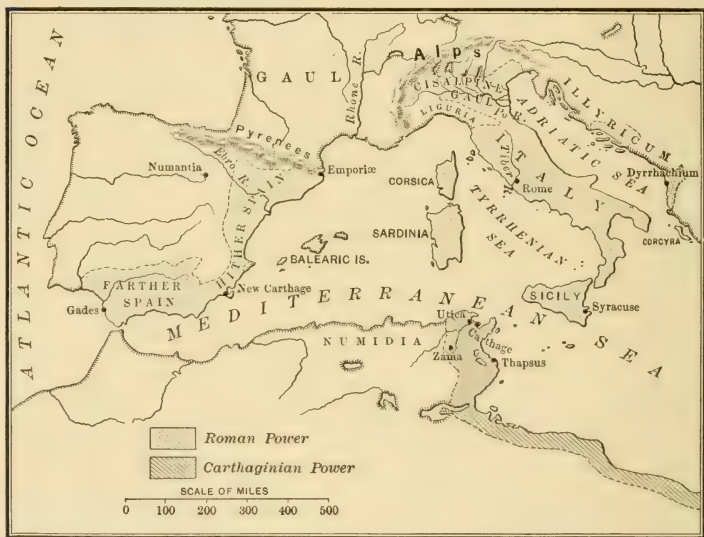 Alps
GAUL
Rhone R.
CISALPINE
GAUL
Po R.
LIGURIA
ILLYRICUM
ADRIATIC SEA
ITALY
Tiber R.
Rome
Dyrrhachium
CORCYRA
ATLANTIC OCEAN
Pyrenees
Ebro R.
Numantia
Emporiæ
HITHER SPAIN
CORSICA
SARDINIA
TYRRHENIAN
SEA
BALEARIC IS.
FARTHER
SPAIN
New Carthage
Gades
MEDITERRANEAN SEA
SICILY
Syracuse
Utica
Carthage
NUMIDIA
Zama
Thapsus
Roman Power
Carthaginian Power
SCALE OF MILES
0 100 200 300 400 500